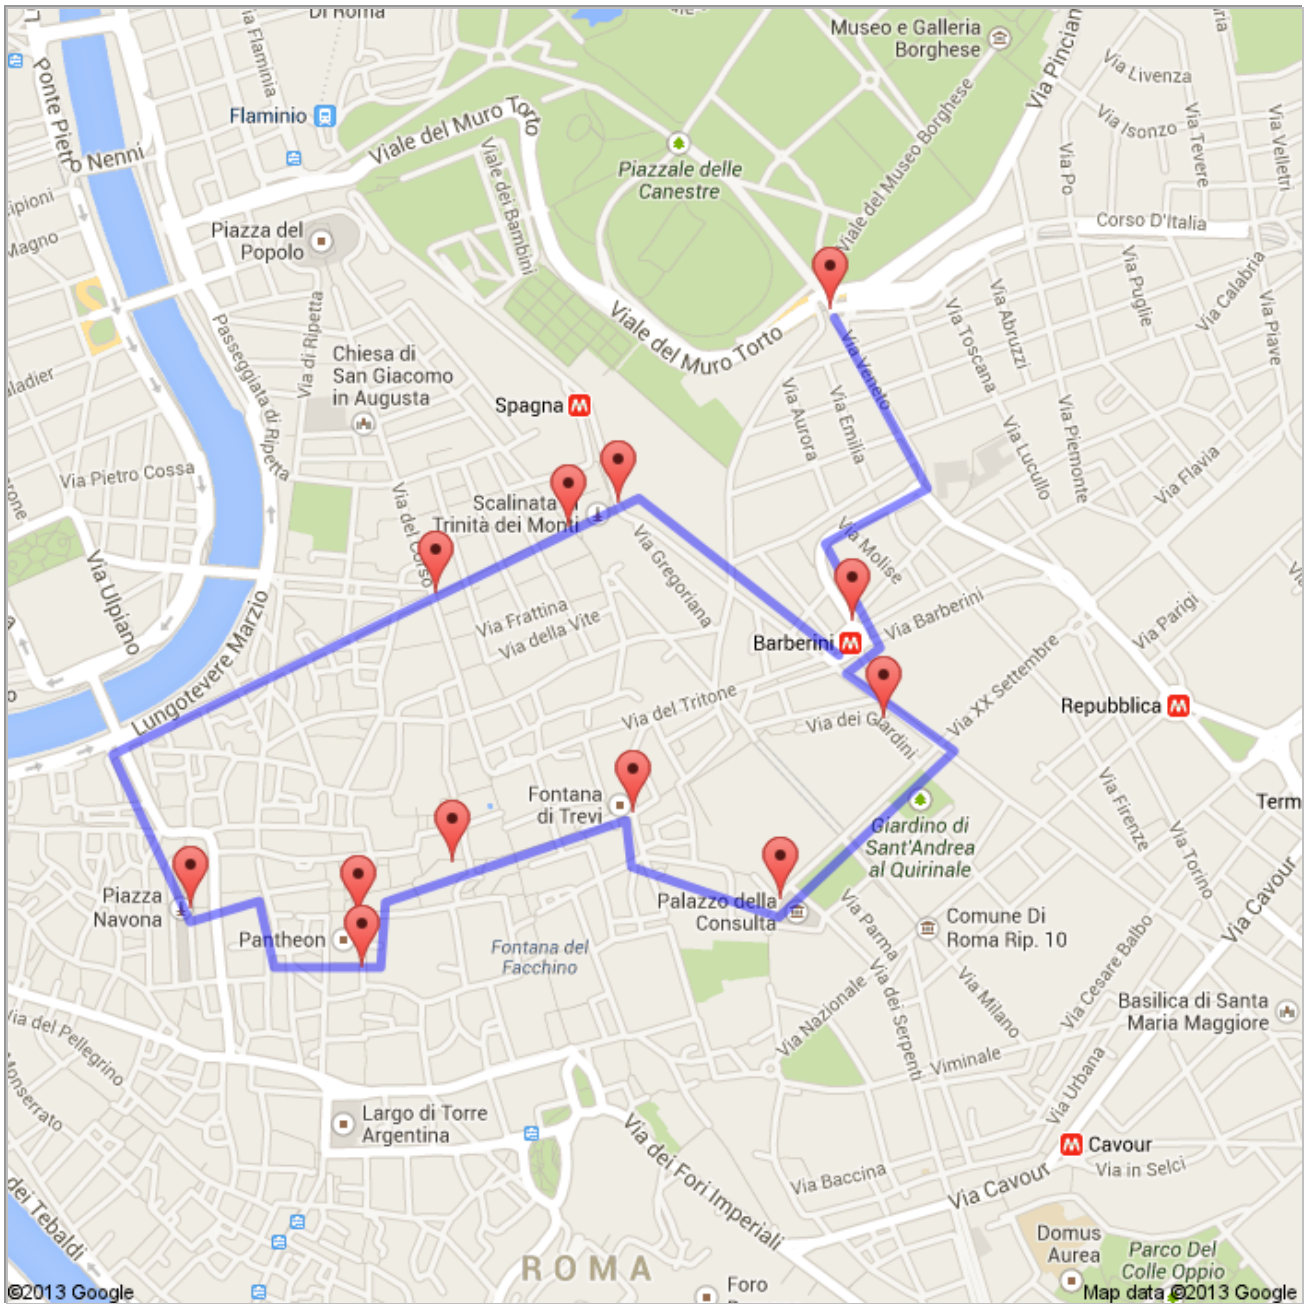 Di Roma
Museo e Galleria
Borghese
Via Pincian
Via Livenza
Via Isonzo
Via Tevere
Via Velletri
Via Po
Ponte Pietro Nenni
Via Flaminia
Flaminio
Viale del Muro Torto
Viale dei Bambini
Piazzale delle
Canestre
Viale del Museo Borghese
Corso D'Italia
cipioni
Magno
Piazza del
Popolo
Via Puglie
Via Calabria
Via Piave
Via Abruzzi
Via Toscana
Passeggiata di Ripetta
Via di Ripetta
Viale del Muro Torto
Via Veneto
Chiesa di
San Giacomo
in Augusta
Spagna
Via Aurora
Via Emilia
Via Lucullo
Via Piemonte
Via Flavia
Via Pietro Cossa
Via del Corso
Scalinata
Trinità dei Monti
Via Gregoriana
Via Molise
Via Ulpiano
Lungotevere Marzio
Via Frattina
Via della Vite
Barberini
Via Barberini
Via Parigi
Via XX Settembre
Repubblica
Via del Tritone
Via dei Giardini
Fontana
di Trevi
Giardino di
Sant'Andrea
al Quirinale
Via Firenze
Via Torino
Term
Via Cavour
Piazza
Navona
Pantheon
Fontana del
Facchino
Palazzo della
Consulta
Via Parma
Comune Di
Roma Rip. 10
Via Cesare Balbo
Via Milano
Via dei Serpenti
Via Nazionale
Basilica di Santa
Maria Maggiore
Via del Pellegrino
Monserrato
Viminale
Via Urbana
Largo di Torre
Argentina
Via dei Fori Imperiali
Cavour
Via in Selci
Via Baccina
Via Cavour
dei Tebaldi
Domus
Aurea
Parco Del
Colle Oppio
ROMA
Foro
©2013 Google
Map data ©2013 Google